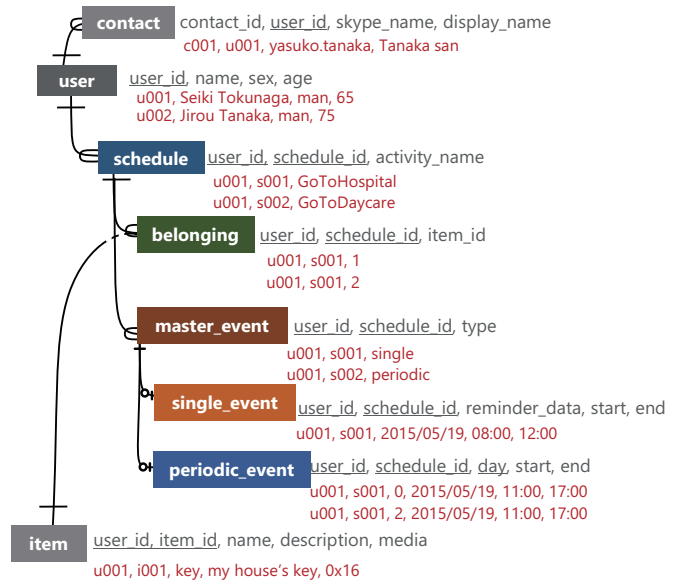 contact contact_id, user_id, skype_name, display_name
c001, u001, yasuko.tanaka, Tanaka san
user user_id, name, sex, age
u001, Seiki Tokunaga, man, 65
u002, Jirou Tanaka, man, 75
schedule user_id, schedule_id, activity_name
u001, s001, GoToHospital
u001, s002, GoToDaycare
belonging user_id, schedule_id, item_id
u001, s001, 1
u001, s001, 2
master_event user_id, schedule_id, type
u001, s001, single
u001, s002, periodic
single_event user_id, schedule_id, reminder_data, start, end
u001, s001, 2015/05/19, 08:00, 12:00
periodic_event user_id, schedule_id, day, start, end
u001, s001, 0, 2015/05/19, 11:00, 17:00
u001, s001, 2, 2015/05/19, 11:00, 17:00
item user_id, item_id, name, description, media
u001, i001, key, my house's key, 0x16